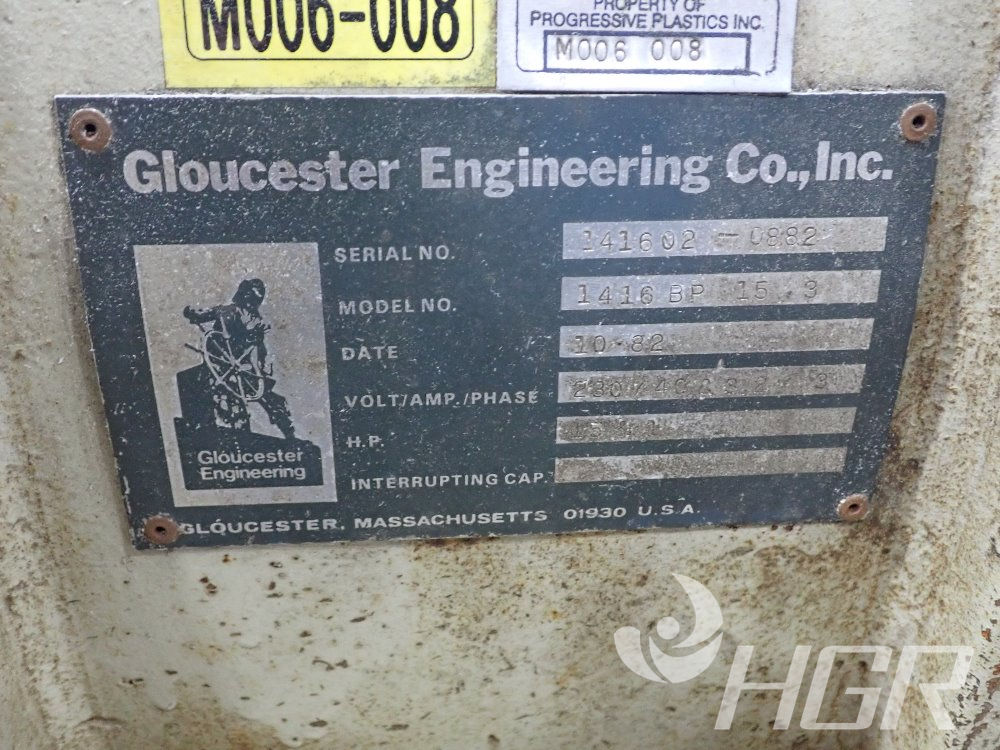 M006-008
PROPERTY OF
PROGRESSIVE PLASTICS INC.
M006 008
Gloucester Engineering Co., Inc.
SERIAL NO. 141602-0882
MODEL NO. 1416 BP 15.3
DATE 10 82
VOLT/AMP./PHASE
H.P.
INTERRUPTING CAP.
Gloucester
Engineering
GLOUCESTER, MASSACHUSETTS 01930 U.S.A.
HGR